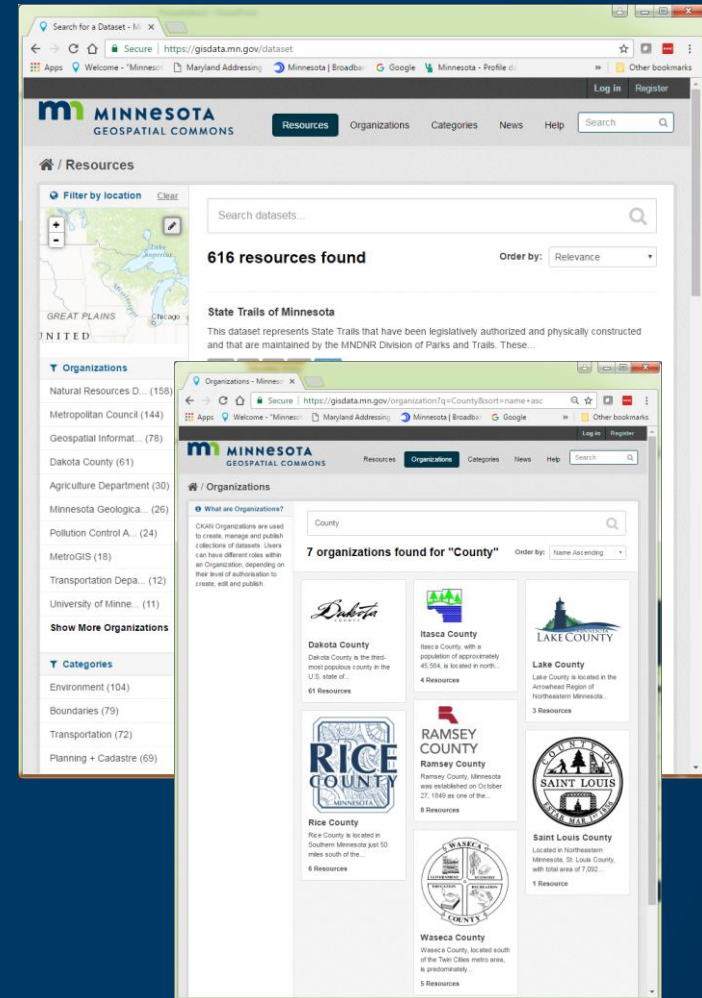 Search for a Dataset - Mi
Secure | https://gisdata.mn.gov/dataset
Apps Welcome - "Minnesot Maryland Addressing Minnesota | Broadba Google Minnesota - Profile d Other bookmarks
Log in Register
MINNESOTA
GEOSPATIAL COMMONS
Resources Organizations Categories News Help Search
/ Resources
Filter by location Clear
+
-
Lake Superior
GREAT PLAINS
Chicago
UNITED
Search datasets...
616 resources found
Order by: Relevance
State Trails of Minnesota
This dataset represents State Trails that have been legislatively authorized and physically constructed
and that are maintained by the MNDNR Division of Parks and Trails. These...
Organizations
Natural Resources D... (158)
Metropolitan Council (144)
Geospatial Informat... (78)
Dakota County (61)
Agriculture Department (30)
Minnesota Geologica... (26)
Pollution Control A... (24)
MetroGIS (18)
Transportation Depa... (12)
University of Minne... (11)
Show More Organizations
Categories
Environment (104)
Boundaries (79)
Transportation (72)
Planning + Cadastre (69)
Organizations - Minneso
Secure | https://gisdata.mn.gov/organization?q=County&sort=name+asc
Apps Welcome - "Minnesot Maryland Addressing Minnesota | Broadba Google Other bookmarks
Log in Register
MINNESOTA
GEOSPATIAL COMMONS
Resources Organizations Categories News Help Search
/ Organizations
What are Organizations?
CKAN Organizations are used
to create, manage and publish
collections of datasets. Users
can have different roles within
an Organization, depending on
their level of authorisation to
create, edit and publish.
County
7 organizations found for "County"
Order by: Name Ascending
Dakota
COUNTY
Dakota County
Dakota County is the third-
most populous county in the
U.S. state of...
61 Resources
Itasca County
Itasca County, with a
population of approximately
45,564, is located in north...
4 Resources
MINNESOTA
LAKE COUNTY
Lake County
Lake County is located in the
Arrowhead Region of
Northeastern Minnesota...
3 Resources
RICE
COUNTY
MINNESOTA
Rice County
Rice County is located in
Southern Minnesota just 50
miles south of the...
6 Resources
RAMSEY
COUNTY
Ramsey County
Ramsey County, Minnesota
was established on October
27, 1849 as one of the...
8 Resources
COUNTY OF
SAINT LOUIS
ESTAB. MAR 1ST 1856
Saint Louis County
Located in Northeastern
Minnesota, St. Louis County,
with total area of 7,092...
1 Resource
WASECA
GOVERNMENT ECONOMY
EDUCATION RECREATION
COUNTY
Waseca County
Waseca County, located south
of the Twin Cities metro area,
is predominately...
5 Resources